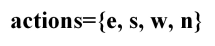 actions={e, s, w, n}